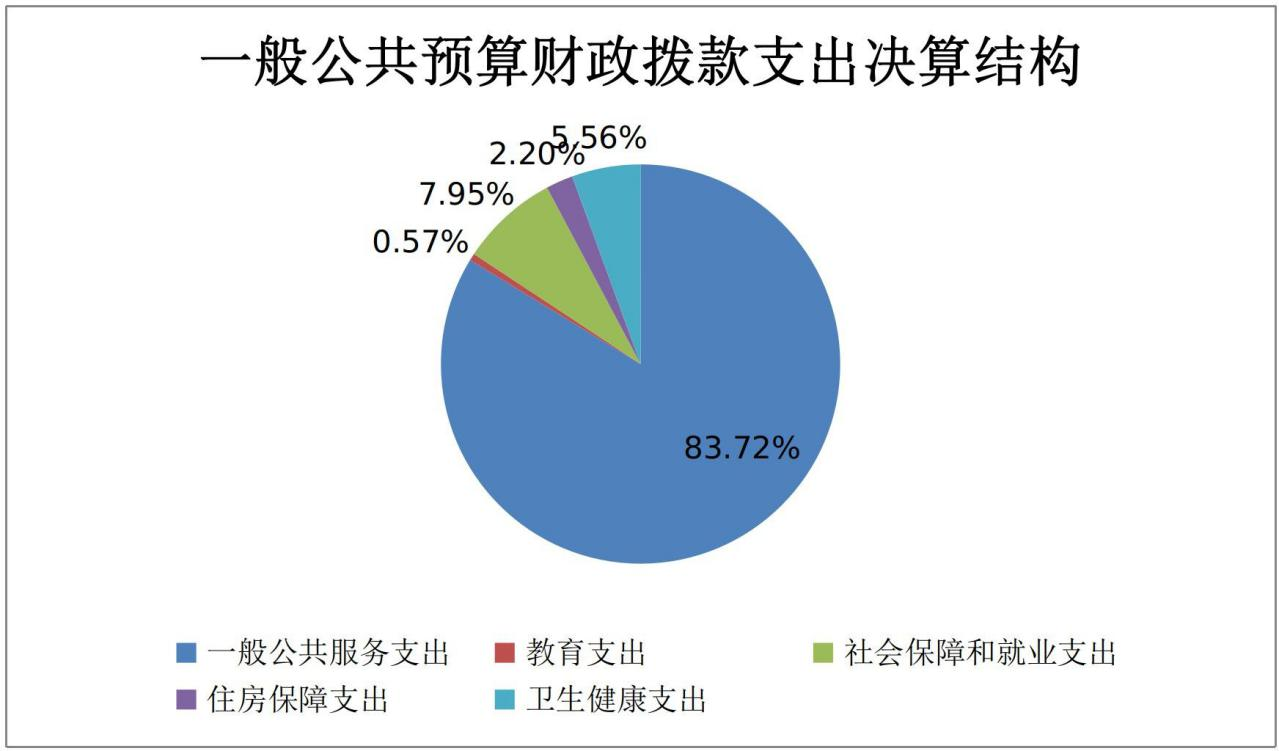 一般公共预算财政拨款支出决算结构
5.56%
2.20%
7.95%
0.57%
83.72%
一般公共服务支出
教育支出
社会保障和就业支出
住房保障支出
卫生健康支出